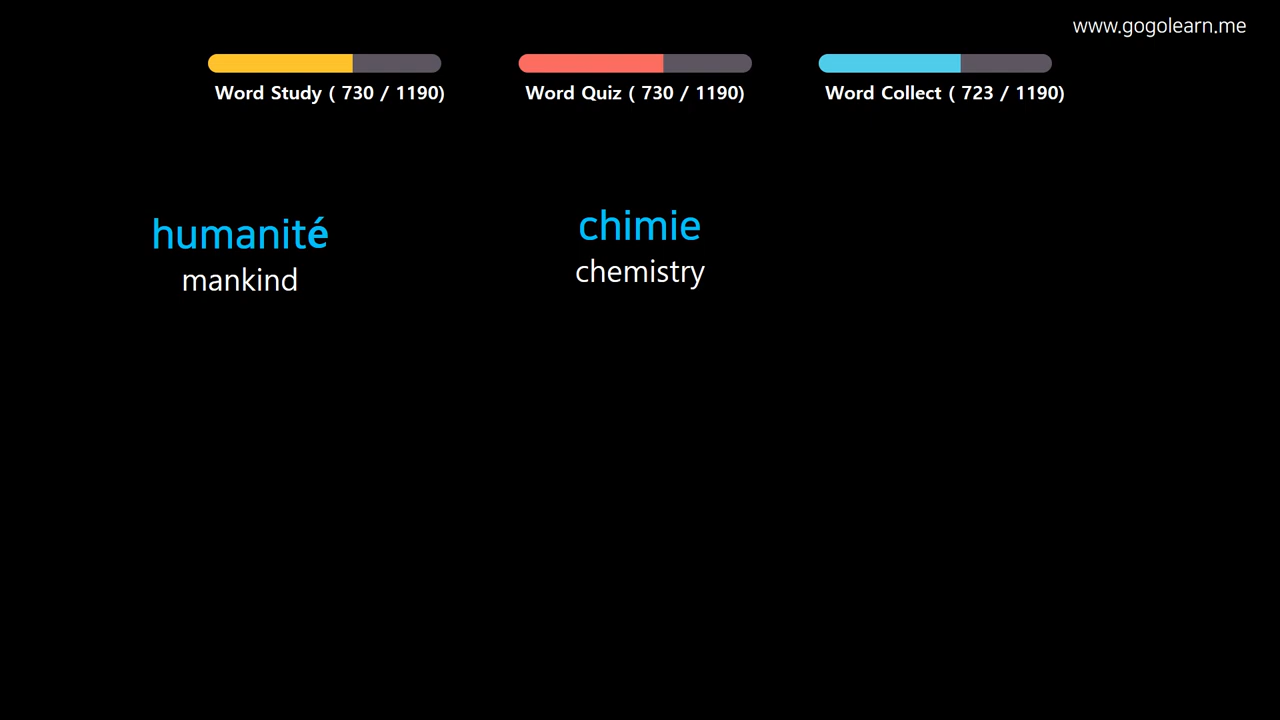 www.gogolearn.me
Word Study ( 730 / 1190)
Word Quiz ( 730 / 1190)
Word Collect ( 723 / 1190)
humanité
mankind
chimie
chemistry